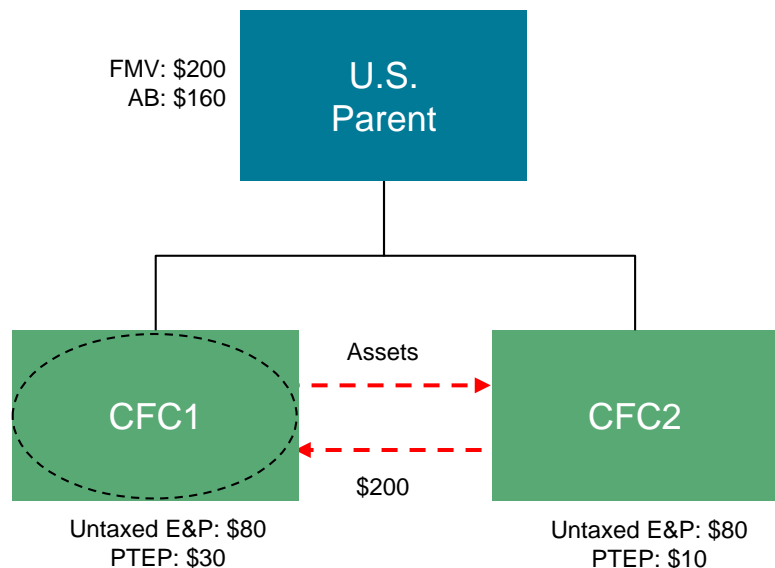 FMV: $200
AB: $160
U.S.
Parent
CFC1
Assets
$200
CFC2
Untaxed E&P: $80
PTEP: $30
Untaxed E&P: $80
PTEP: $10